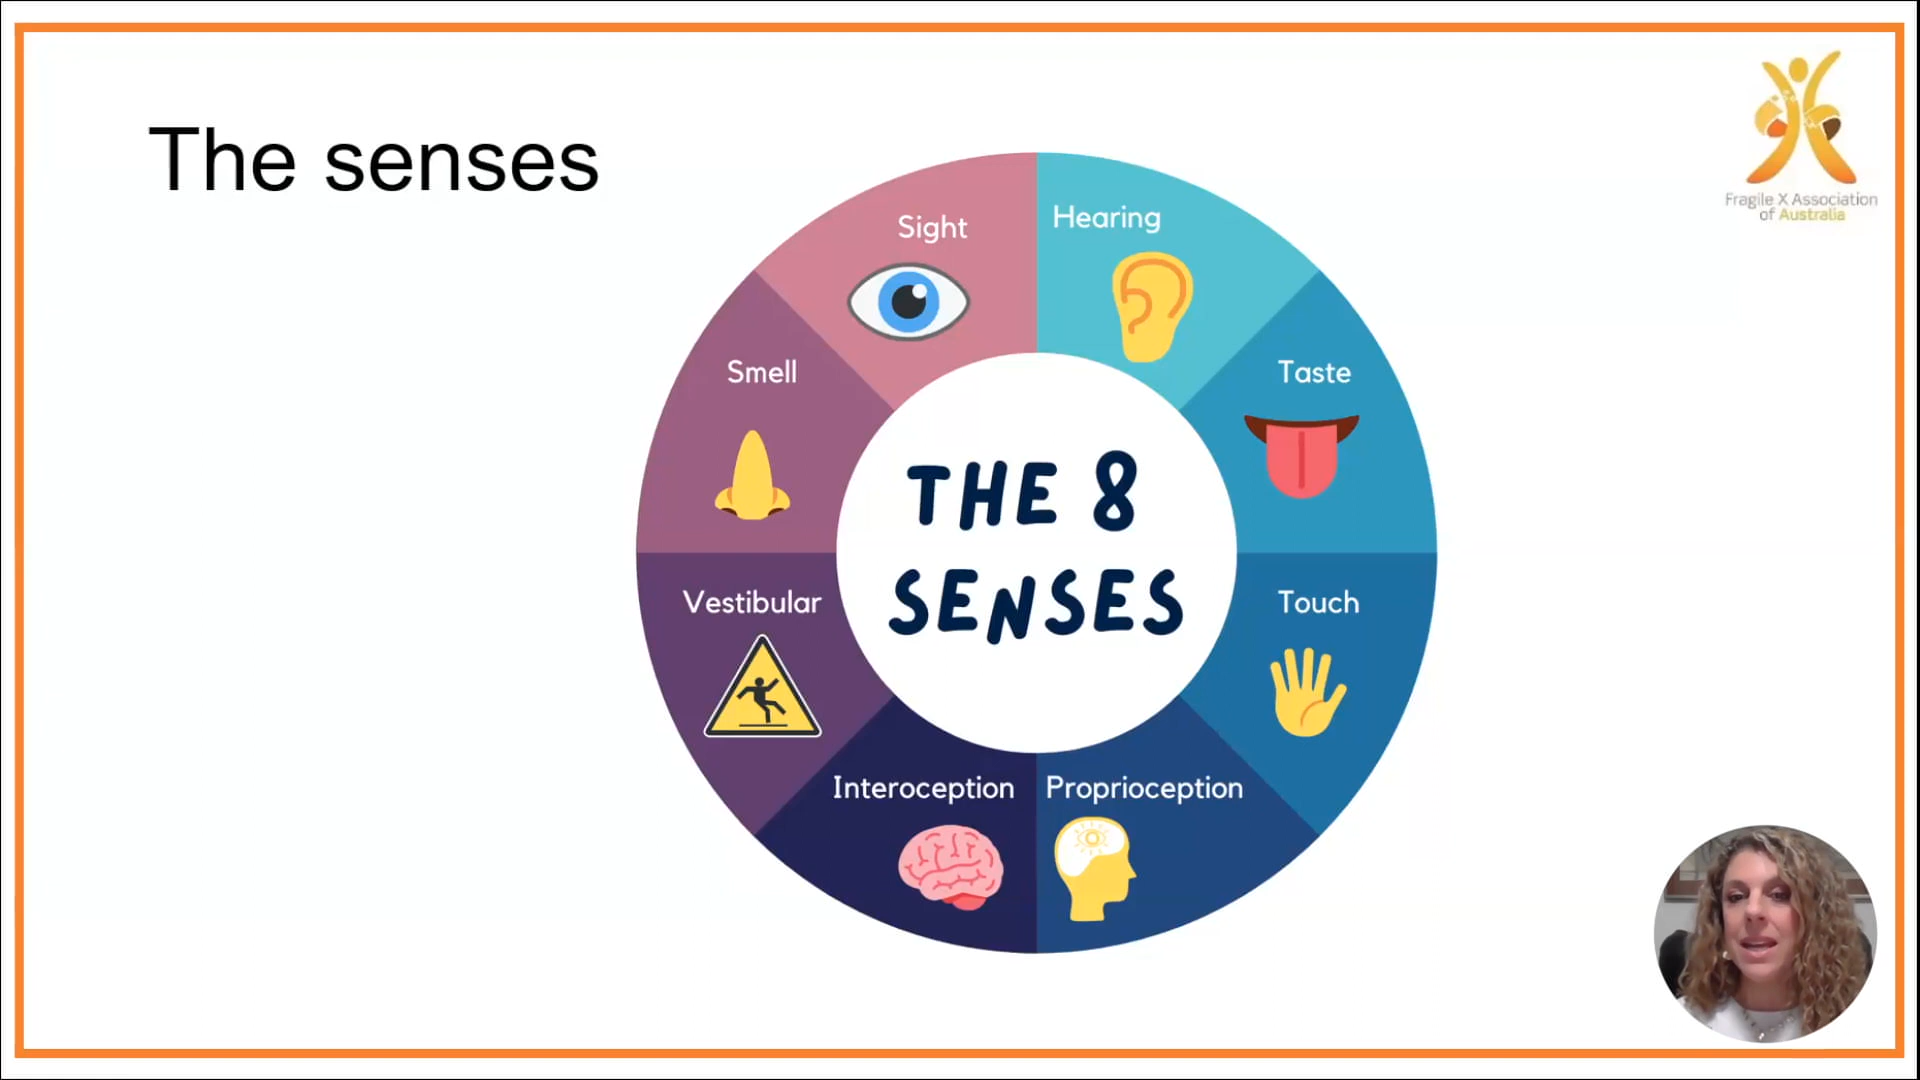 The senses
Fragile X Association
of Australia
Sight
Hearing
Smell
Taste
THE 8
SENSES
Vestibular
Touch
Interoception
Proprioception